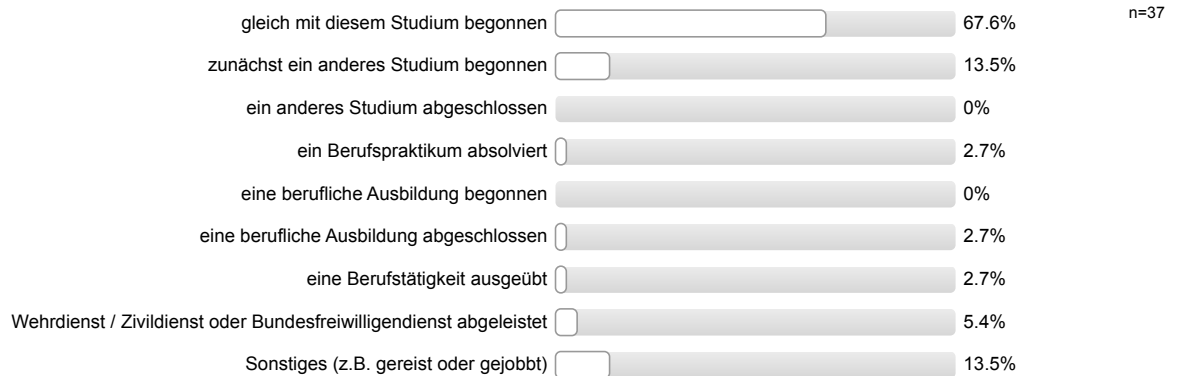 gleich mit diesem Studium begonnen 67.6% n=37
zunächst ein anderes Studium begonnen 13.5%
ein anderes Studium abgeschlossen 0%
ein Berufspraktikum absolviert 2.7%
eine berufliche Ausbildung begonnen 0%
eine berufliche Ausbildung abgeschlossen 2.7%
eine Berufstätigkeit ausgeübt 2.7%
Wehrdienst / Zivildienst oder Bundesfreiwilligendienst abgeleistet 5.4%
Sonstiges (z.B. gereist oder gejobbt) 13.5%